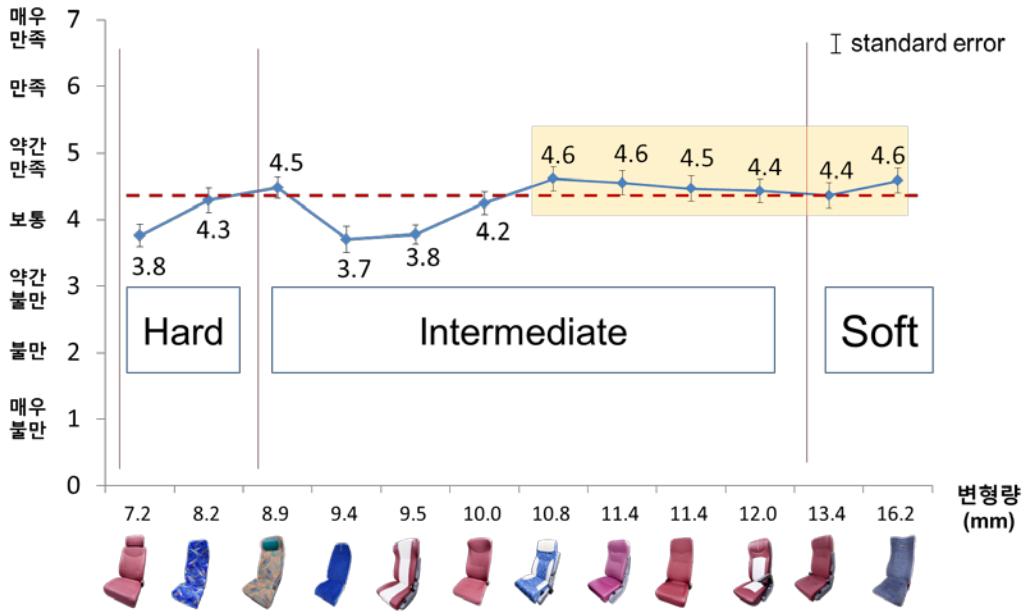 매우
만족
7
만족
6
약간
만족
5
보통
4
약간
불만
3
불만
2
매우
불만
1
0
standard error
3.8
4.3
4.5
3.7
3.8
4.2
4.6
4.6
4.5
4.4
4.4
4.6
Hard
Intermediate
Soft
7.2 8.2 8.9 9.4 9.5 10.0 10.8 11.4 11.4 12.0 13.4 16.2
변형량
(mm)